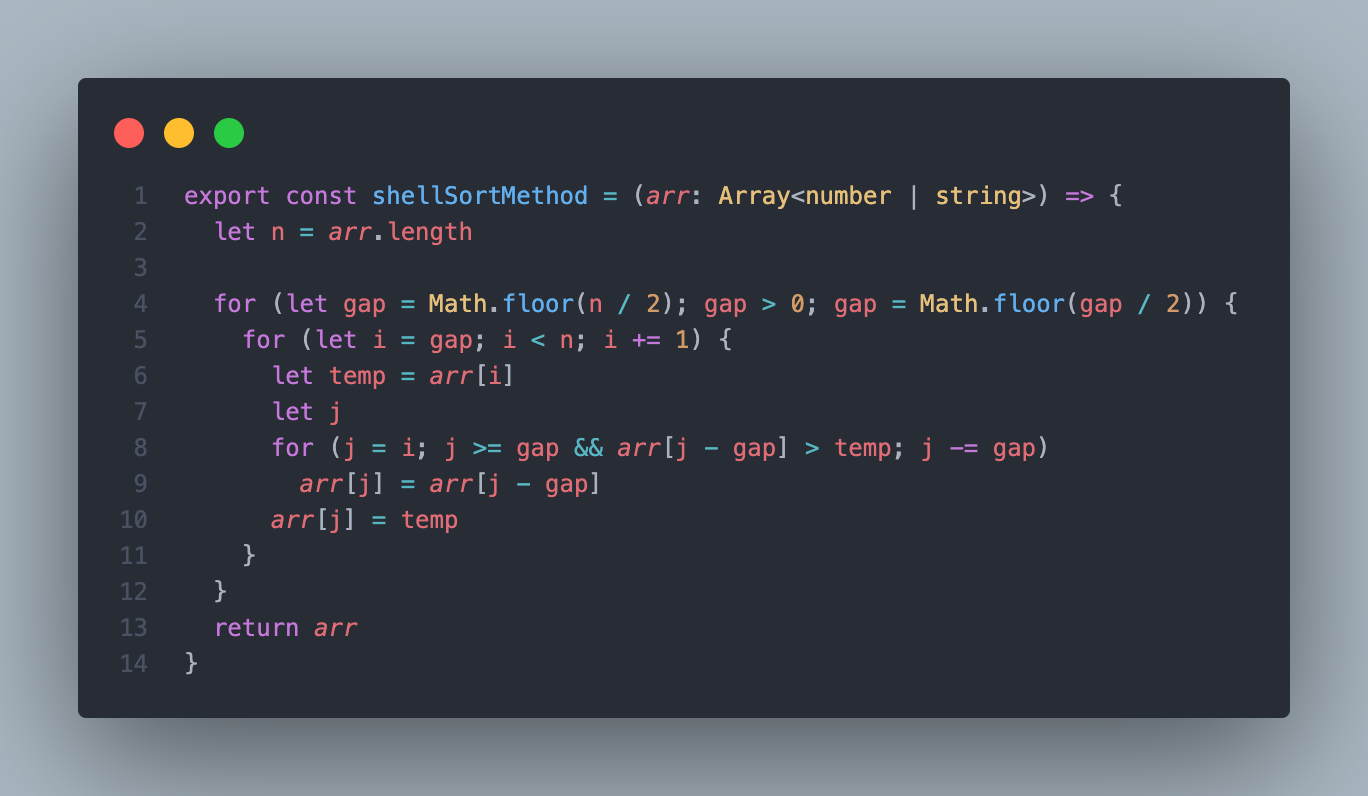 1 export const shellSortMethod = (arr: Array<number | string>) => {
2   let n = arr.length
3
4   for (let gap = Math.floor(n / 2); gap > 0; gap = Math.floor(gap / 2)) {
5     for (let i = gap; i < n; i += 1) {
6       let temp = arr[i]
7       let j
8       for (j = i; j >= gap && arr[j - gap] > temp; j -= gap)
9         arr[j] = arr[j - gap]
10       arr[j] = temp
11     }
12   }
13   return arr
14 }